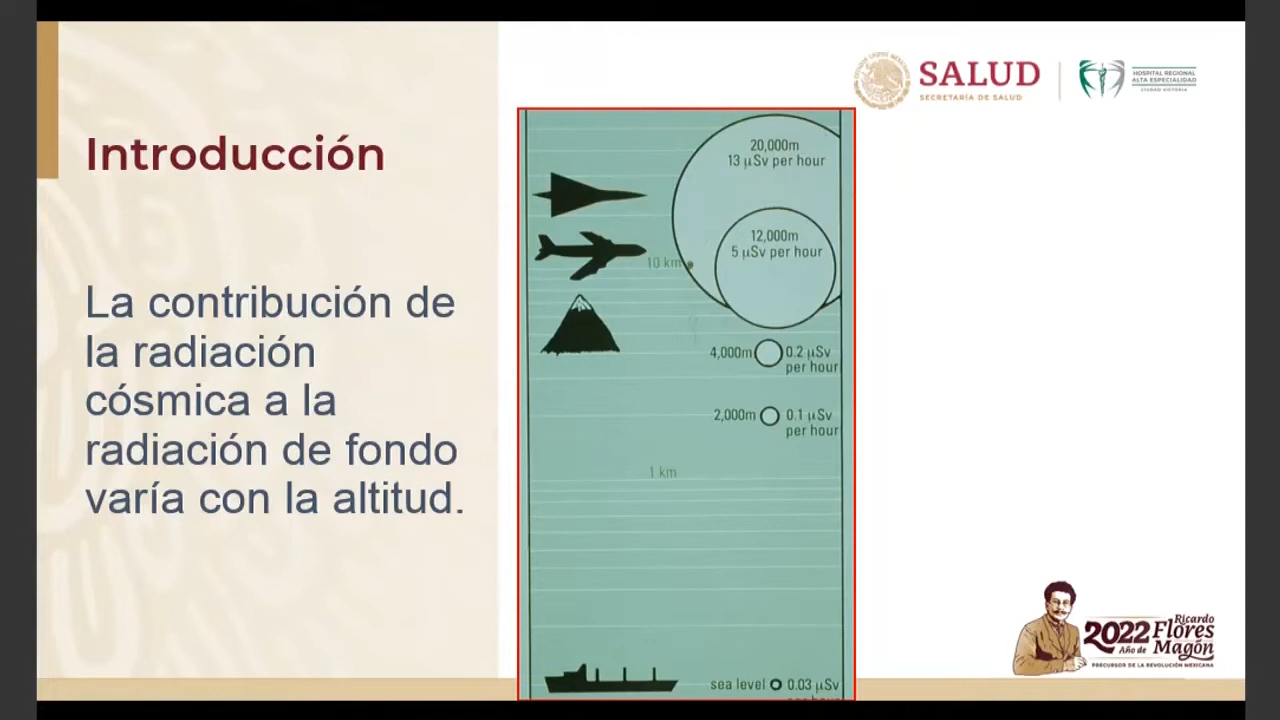 SALUD
SECRETARÍA DE SALUD
HOSPITAL REGIONAL
ALTA ESPECIALIDAD
CIUDAD VICTORIA
Introducción
La contribución de
la radiación
cósmica a la
radiación de fondo
varía con la altitud.
20,000m
13 µSv per hour
12,000m
5 µSv per hour
10 km
4,000m
0.2 µSv
per hour
2,000m
0.1 µSv
per hour
1 km
sea level
0.03 µSv
2022
Año de
Ricardo
Flores
Magón
PRECURSOR DE LA REVOLUCIÓN MEXICANA